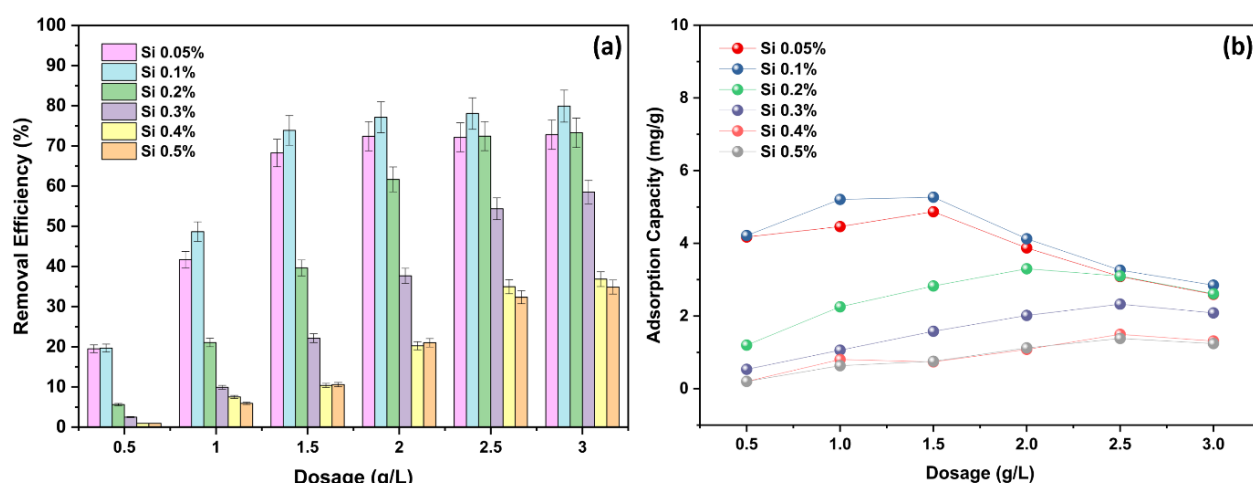 (a)
Removal Efficiency (%)
100
90
80
70
60
50
40
30
20
10
0
Si 0.05%
Si 0.1%
Si 0.2%
Si 0.3%
Si 0.4%
Si 0.5%
0.5 1 1.5 2 2.5 3
Dosage (g/L)
(b)
Adsorption Capacity (mg/g)
10
8
6
4
2
0
Si 0.05%
Si 0.1%
Si 0.2%
Si 0.3%
Si 0.4%
Si 0.5%
0.5 1.0 1.5 2.0 2.5 3.0
Dosage (g/L)